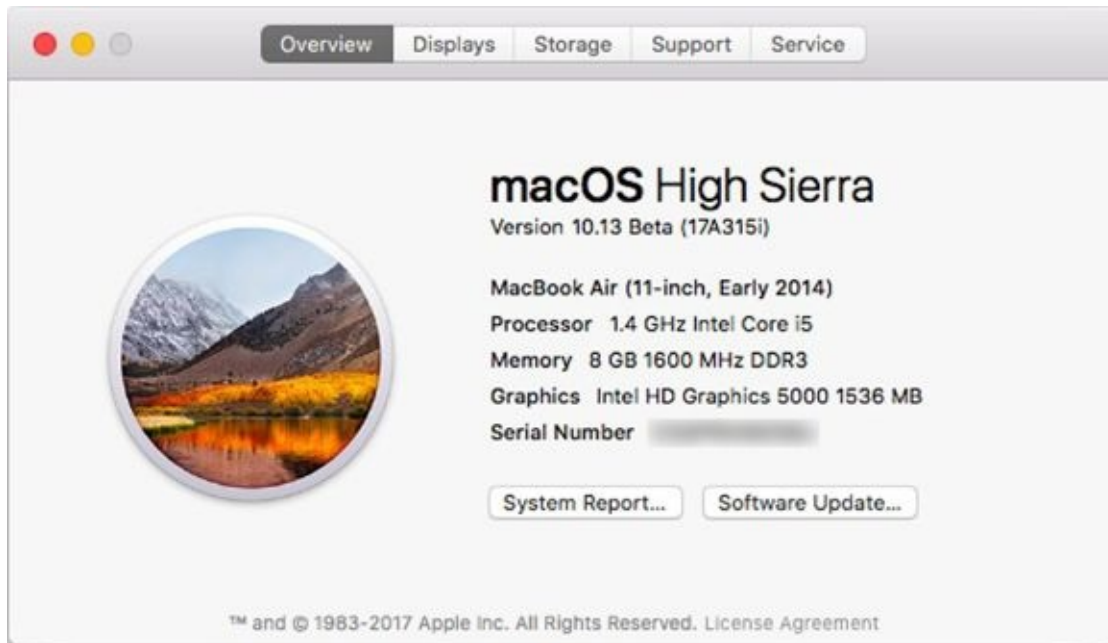 Overview Displays Storage Support Service
macOS High Sierra
Version 10.13 Beta (17A315i)
MacBook Air (11-inch, Early 2014)
Processor 1.4 GHz Intel Core i5
Memory 8 GB 1600 MHz DDR3
Graphics Intel HD Graphics 5000 1536 MB
Serial Number
System Report...
Software Update...
™ and © 1983-2017 Apple Inc. All Rights Reserved. License Agreement